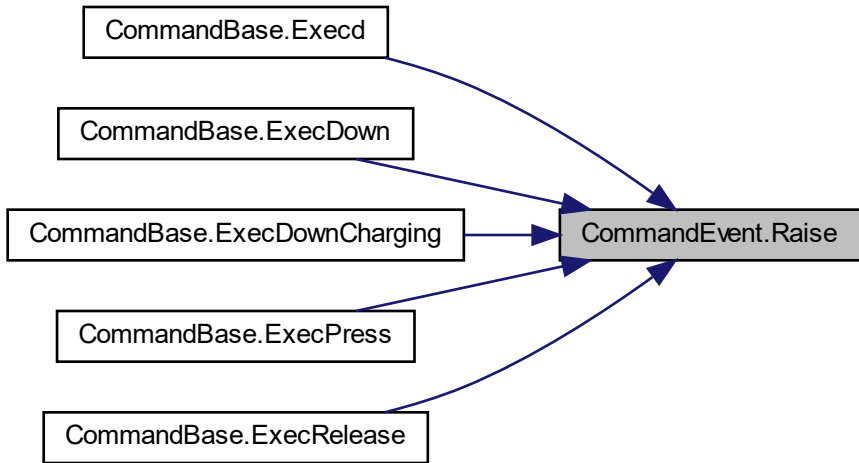 CommandBase.Execd
CommandBase.ExecDown
CommandBase.ExecDownCharging
CommandEvent.Raise
CommandBase.ExecPress
CommandBase.ExecRelease